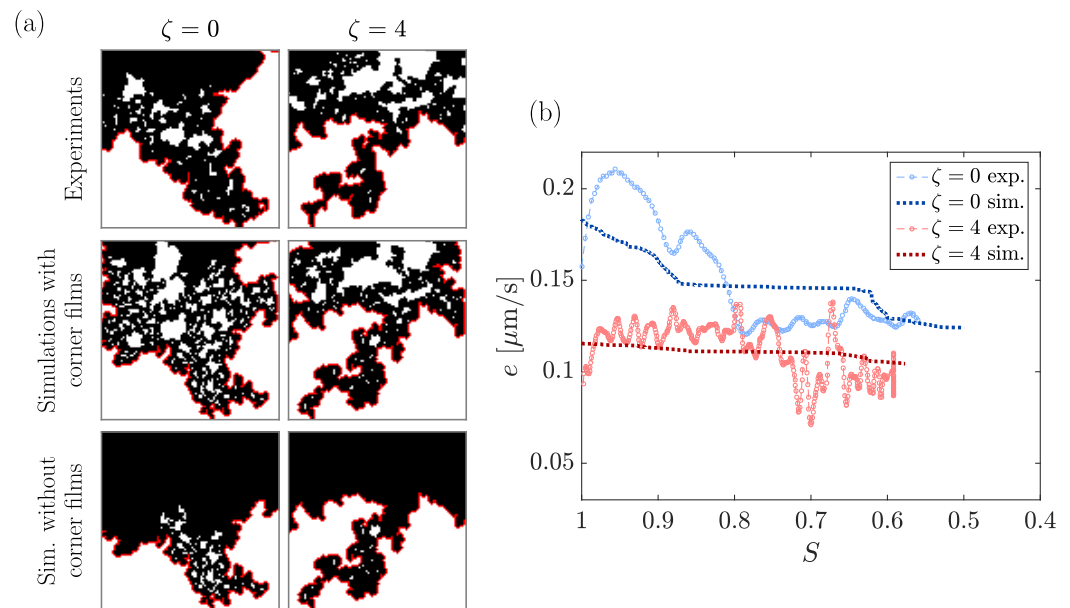 (a)
ζ = 0
ζ = 4
Experiments
Simulations with
corner films
Sim. without
corner films
(b)
e [μm/s]
0.2
0.15
0.1
0.05
1
0.9
0.8
0.7
0.6
0.5
0.4
S
ζ = 0 exp.
ζ = 0 sim.
ζ = 4 exp.
ζ = 4 sim.